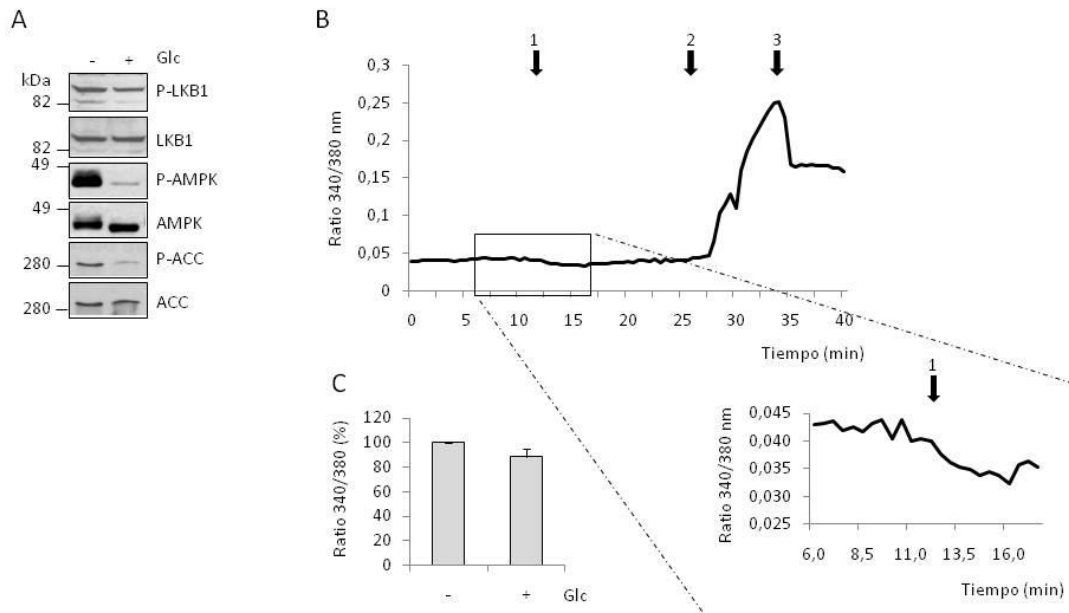 A
- + Glc
kDa
82 P-LKB1
82 LKB1
49 P-AMPK
49 AMPK
280 P-ACC
280 ACC
B
1 2 3
Ratio 340/380 nm
0,3
0,25
0,2
0,15
0,1
0,05
0
0 5 10 15 20 25 30 35 40
Tiempo (min)
C
Ratio 340/380 (%)
120
100
80
60
40
20
0
- + Glc
1
Ratio 340/380 nm
0,045
0,040
0,035
0,030
0,025
6,0 8,5 11,0 13,5 16,0
Tiempo (min)